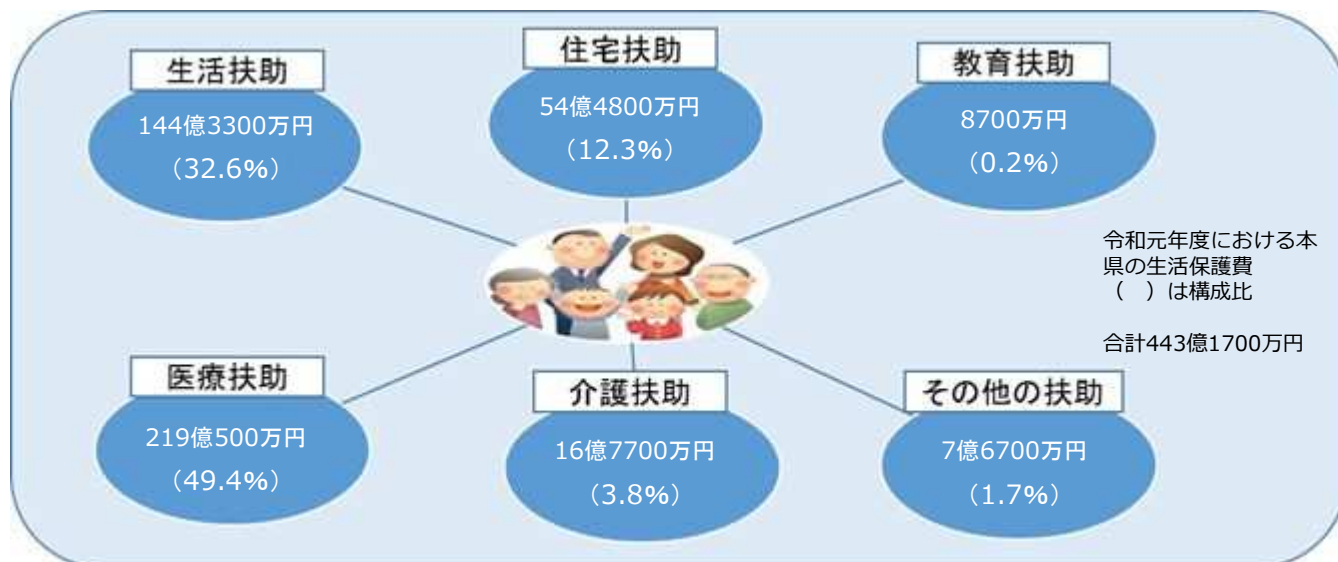 生活扶助
144億3300万円
（32.6%）
住宅扶助
54億4800万円
（12.3%）
教育扶助
8700万円
（0.2%）
令和元年度における本
県の生活保護費
（　）は構成比
合計443億1700万円
医療扶助
219億500万円
（49.4%）
介護扶助
16億7700万円
（3.8%）
その他の扶助
7億6700万円
（1.7%）